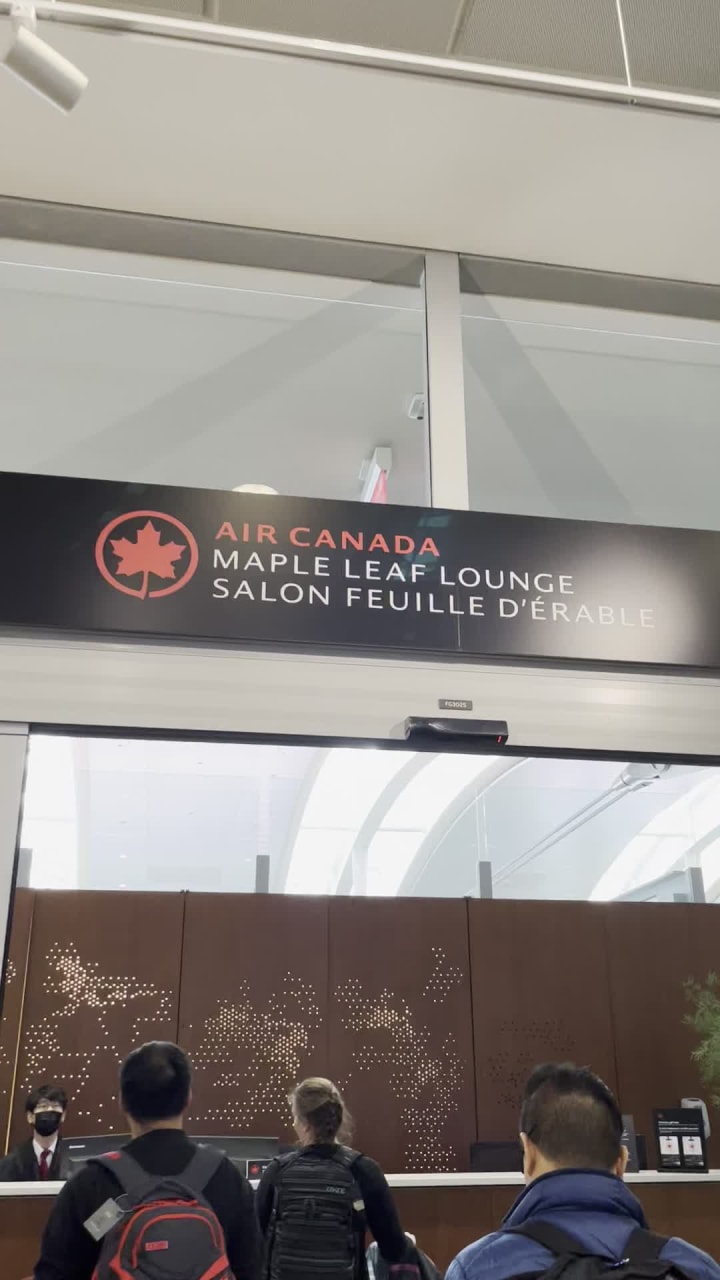 AIR CANADA
MAPLE LEAF LOUNGE
SALON FEUILLE D'ÉRABLE